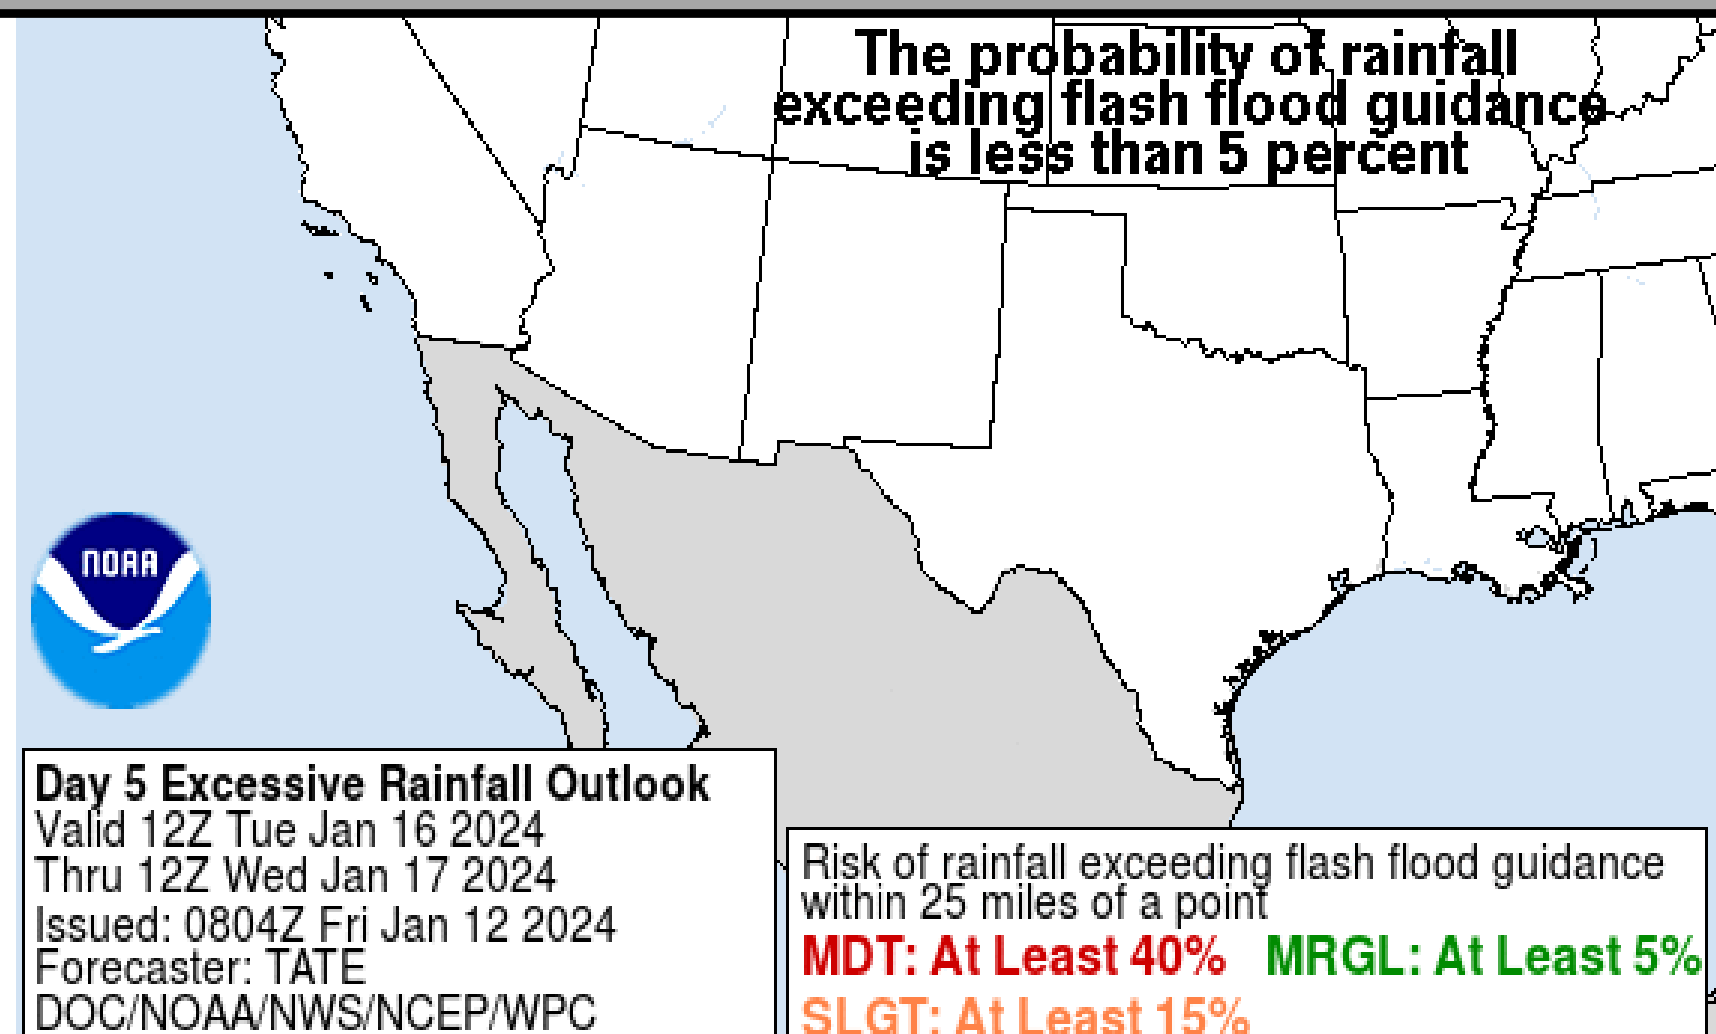 The probability of rainfall
exceeding flash flood guidance
is less than 5 percent
NOAA
Day 5 Excessive Rainfall Outlook
Valid 12Z Tue Jan 16 2024
Thru 12Z Wed Jan 17 2024
Issued: 0804Z Fri Jan 12 2024
Forecaster: TATE
DOC/NOAA/NWS/NCEP/WPC
Risk of rainfall exceeding flash flood guidance
within 25 miles of a point
MDT: At Least 40% MRGL: At Least 5%
SLGT: At Least 15%